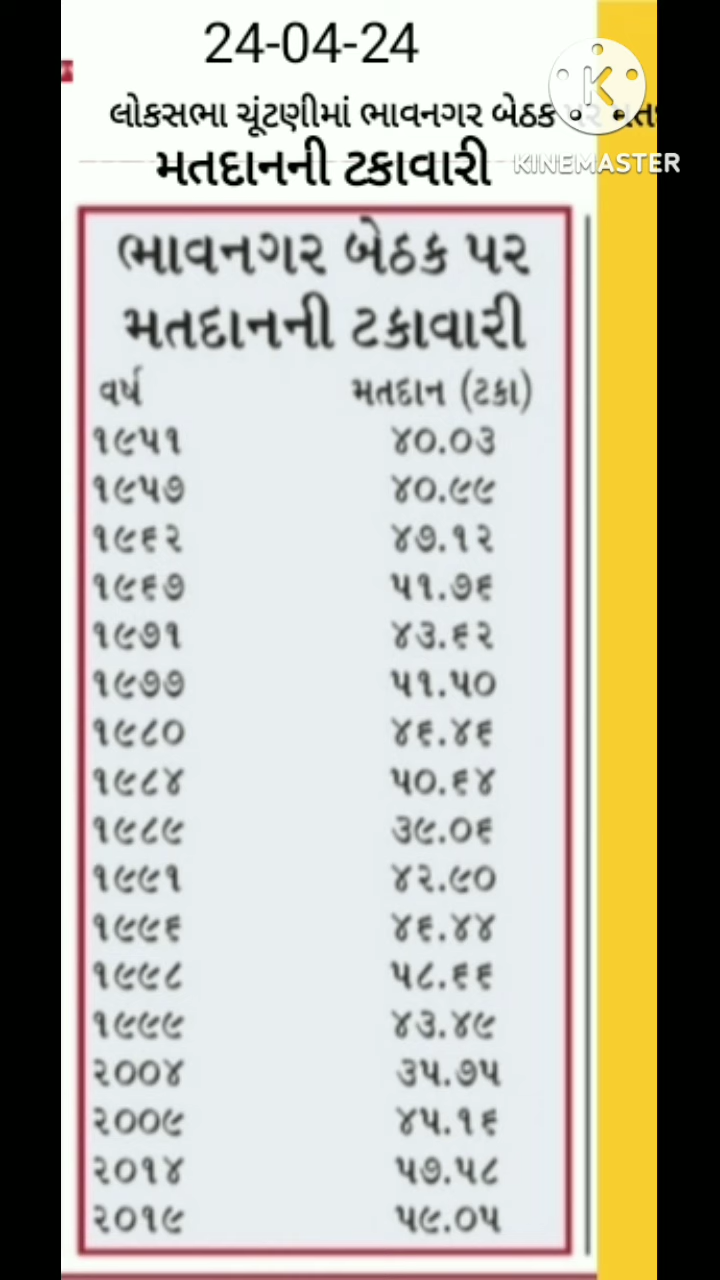 24-04-24
K
લોકસભા ચૂંટણીમાં ભાવનગર બેઠક પર મત
મતદાનની ટકાવારી
KINEMASTER
ભાવનગર બેઠક પર
મતદાનની ટકાવારી
વર્ષ મતદાન (ટકા)
૧૯૫૧ ૪૦.૦૩
૧૯૫૭ ૪૦.૯૯
૧૯૬૨ ૪૭.૧૨
૧૯૬૭ ૫૧.૭૬
૧૯૭૧ ૪૩.૬૨
૧૯૭૭ ૫૧.૫૦
૧૯૮૦ ૪૬.૪૬
૧૯૮૪ ૫૦.૬૪
૧૯૮૯ ૩૯.૦૬
૧૯૯૧ ૪૨.૯૦
૧૯૯૬ ૪૬.૪૪
૧૯૯૮ ૫૮.૬૬
૧૯૯૯ ૪૩.૪૯
૨૦૦૪ ૩૫.૭૫
૨૦૦૯ ૪૫.૧૬
૨૦૧૪ ૫૭.૫૮
૨૦૧૯ ૫૯.૦૫